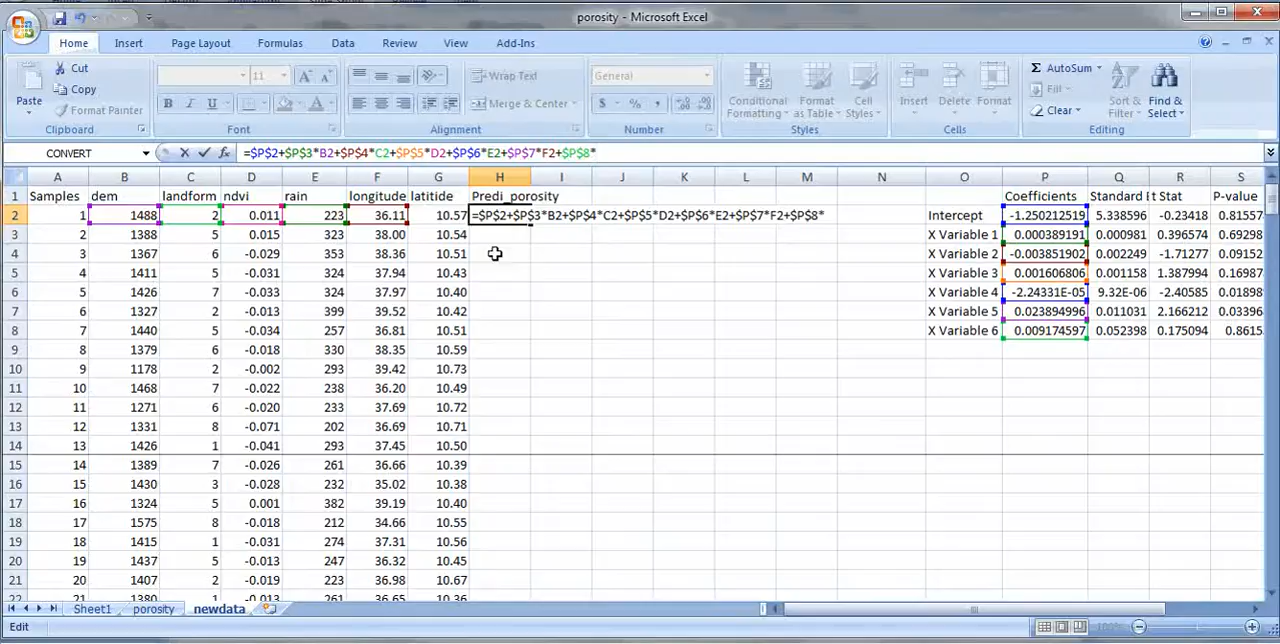 porosity - Microsoft Excel
Home Insert Page Layout Formulas Data Review View Add-Ins
Paste Cut Copy Format Painter Clipboard
11 A A B I U A Font
Wrap Text Merge & Center Alignment
General $ % , Number
Conditional Formatting Format as Table Cell Styles Styles
Insert Delete Format Cells
Σ AutoSum Fill Clear Sort & Filter Find & Select Editing
CONVERT =$P$2+$P$3*B2+$P$4*C2+$P$5*D2+$P$6*E2+$P$7*F2+$P$8*
A B C D E F G H I J K L M N O P Q R S
1 Samples dem landform ndvi rain longitude latitide Predi_porosity Coefficients Standard t Stat P-value
2 1 1488 2 0.011 223 36.11 10.57 =$P$2+$P$3*B2+$P$4*C2+$P$5*D2+$P$6*E2+$P$7*F2+$P$8* Intercept -1.250212519 5.338596 -0.23418 0.81557
3 2 1388 5 0.015 323 39.00 10.54 X Variable 1 0.000389191 0.000981 0.396574 0.69298
4 3 1367 6 -0.029 353 38.36 10.51 X Variable 2 -0.003851902 0.002249 -1.71277 0.09152
5 4 1411 5 -0.031 324 37.94 10.43 X Variable 3 0.001606806 0.001158 1.387994 0.16987
6 5 1426 7 -0.033 324 37.97 10.40 X Variable 4 -2.24331E-05 9.32E-06 -2.40585 0.01898
7 6 1327 2 -0.013 399 39.52 10.42 X Variable 5 0.023894996 0.011031 2.166212 0.03396
8 7 1440 5 -0.034 257 36.81 10.51 X Variable 6 0.009174597 0.052398 0.175094 0.8615
9 8 1379 6 -0.018 330 38.35 10.59
10 9 1178 2 -0.002 293 39.42 10.73
11 10 1468 7 -0.022 238 36.20 10.49
12 11 1271 6 -0.020 233 37.69 10.72
13 12 1331 8 -0.071 202 36.69 10.71
14 13 1426 1 -0.041 293 37.45 10.50
15 14 1389 7 -0.026 261 36.66 10.39
16 15 1430 3 -0.028 232 35.02 10.38
17 16 1324 5 0.001 382 39.19 10.40
18 17 1575 8 -0.018 212 34.66 10.55
19 18 1415 1 -0.031 274 37.31 10.56
20 19 1437 5 -0.013 247 36.32 10.45
21 20 1407 2 -0.019 223 36.98 10.67
22 21 1380 1 -0.013 239 36.65 10.36
Sheet1 porosity newdata
Edit 100%